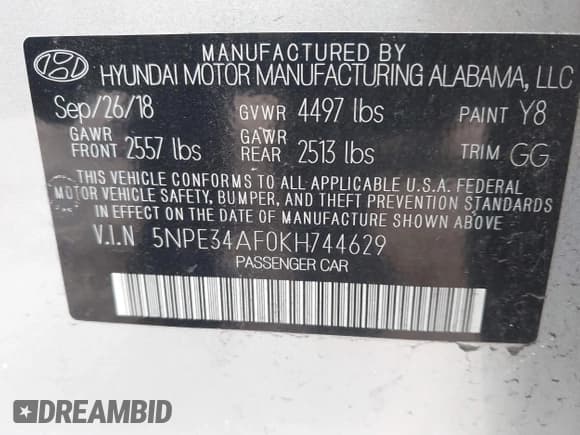 MANUFACTURED BY
HYUNDAI MOTOR MANUFACTURING ALABAMA, LLC
Sep/26/18 GVWR 4497 lbs PAINT Y8
GAWR FRONT 2557 lbs GAWR REAR 2513 lbs TRIM GG
THIS VEHICLE CONFORMS TO ALL APPLICABLE U.S.A. FEDERAL
MOTOR VEHICLE SAFETY, BUMPER, AND THEFT PREVENTION STANDARDS
IN EFFECT ON THE DATE OF MANUFACTURE SHOWN ABOVE.
V.I.N 5NPE34AF0KH744629
PASSENGER CAR
DREAMBID